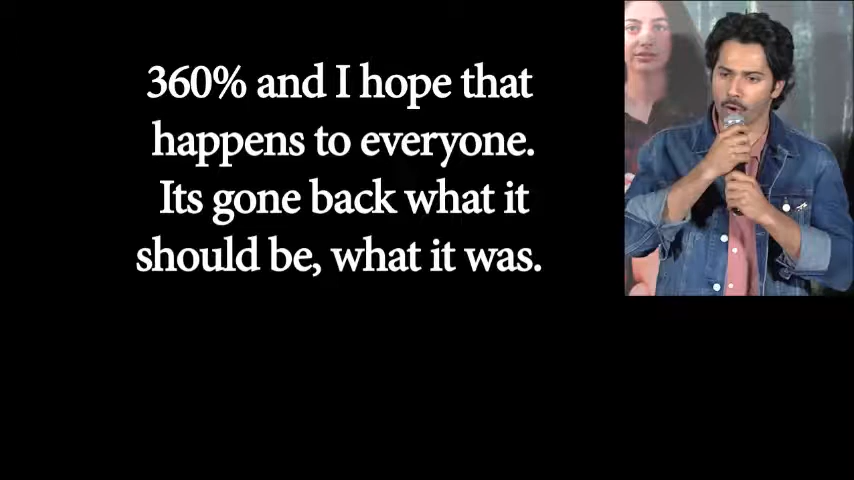 360% and I hope that
happens to everyone.
Its gone back what it
should be, what it was.